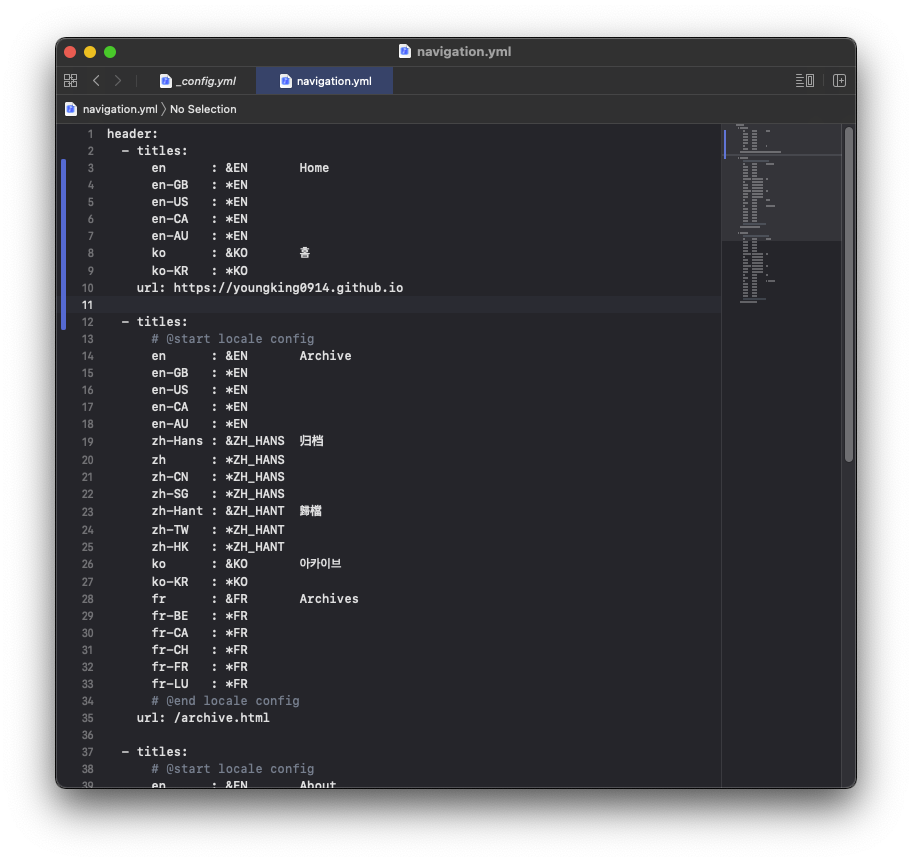 navigation.yml
_config.yml navigation.yml
navigation.yml 〉No Selection
1 header:
2 - titles:
3 en : &EN Home
4 en-GB : *EN
5 en-US : *EN
6 en-CA : *EN
7 en-AU : *EN
8 ko : &KO 홈
9 ko-KR : *KO
10 url: https://youngking0914.github.io
11
12 - titles:
13 # @start locale config
14 en : &EN Archive
15 en-GB : *EN
16 en-US : *EN
17 en-CA : *EN
18 en-AU : *EN
19 zh-Hans : &ZH_HANS 归档
20 zh : *ZH_HANS
21 zh-CN : *ZH_HANS
22 zh-SG : *ZH_HANS
23 zh-Hant : &ZH_HANT 歸檔
24 zh-TW : *ZH_HANT
25 zh-HK : *ZH_HANT
26 ko : &KO 아카이브
27 ko-KR : *KO
28 fr : &FR Archives
29 fr-BE : *FR
30 fr-CA : *FR
31 fr-CH : *FR
32 fr-FR : *FR
33 fr-LU : *FR
34 # @end locale config
35 url: /archive.html
36
37 - titles:
38 # @start locale config
39 en : &EN About